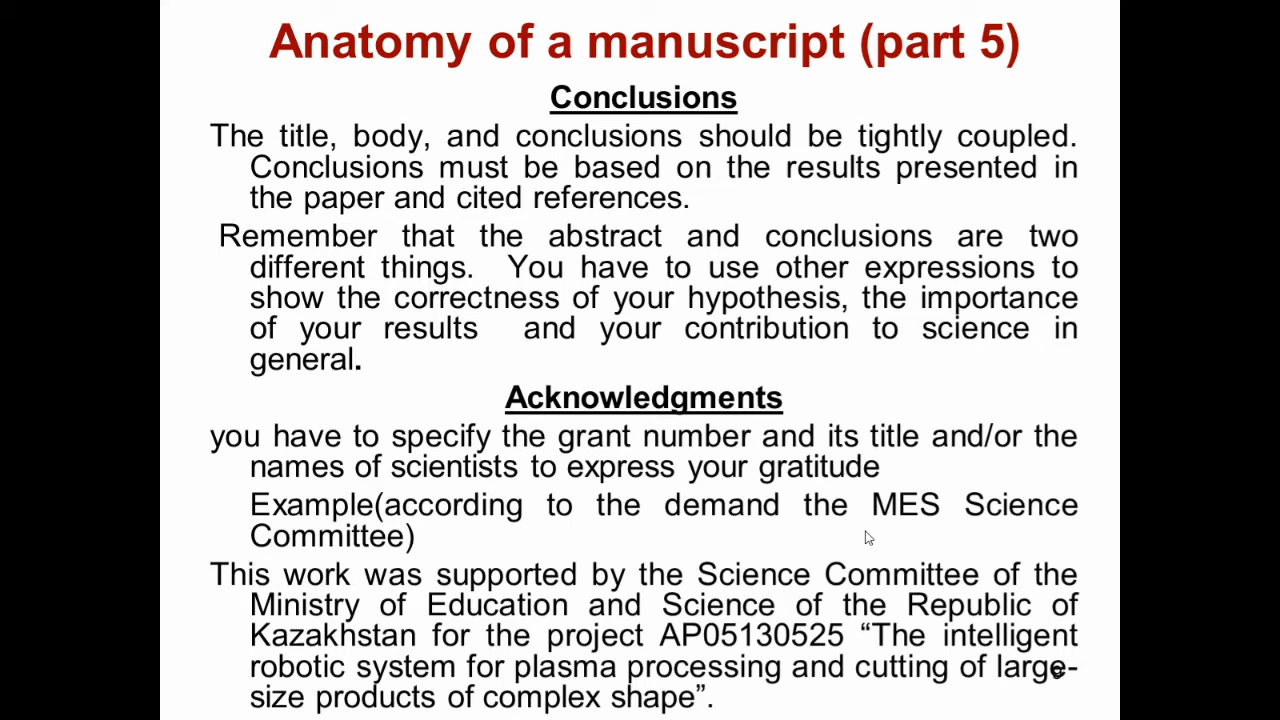 Anatomy of a manuscript (part 5)
Conclusions
The title, body, and conclusions should be tightly coupled.
Conclusions must be based on the results presented in
the paper and cited references.
Remember that the abstract and conclusions are two
different things. You have to use other expressions to
show the correctness of your hypothesis, the importance
of your results and your contribution to science in
general.
Acknowledgments
you have to specify the grant number and its title and/or the
names of scientists to express your gratitude
Example(according to the demand the MES Science
Committee)
This work was supported by the Science Committee of the
Ministry of Education and Science of the Republic of
Kazakhstan for the project AP05130525 “The intelligent
robotic system for plasma processing and cutting of large-
size products of complex shape”.